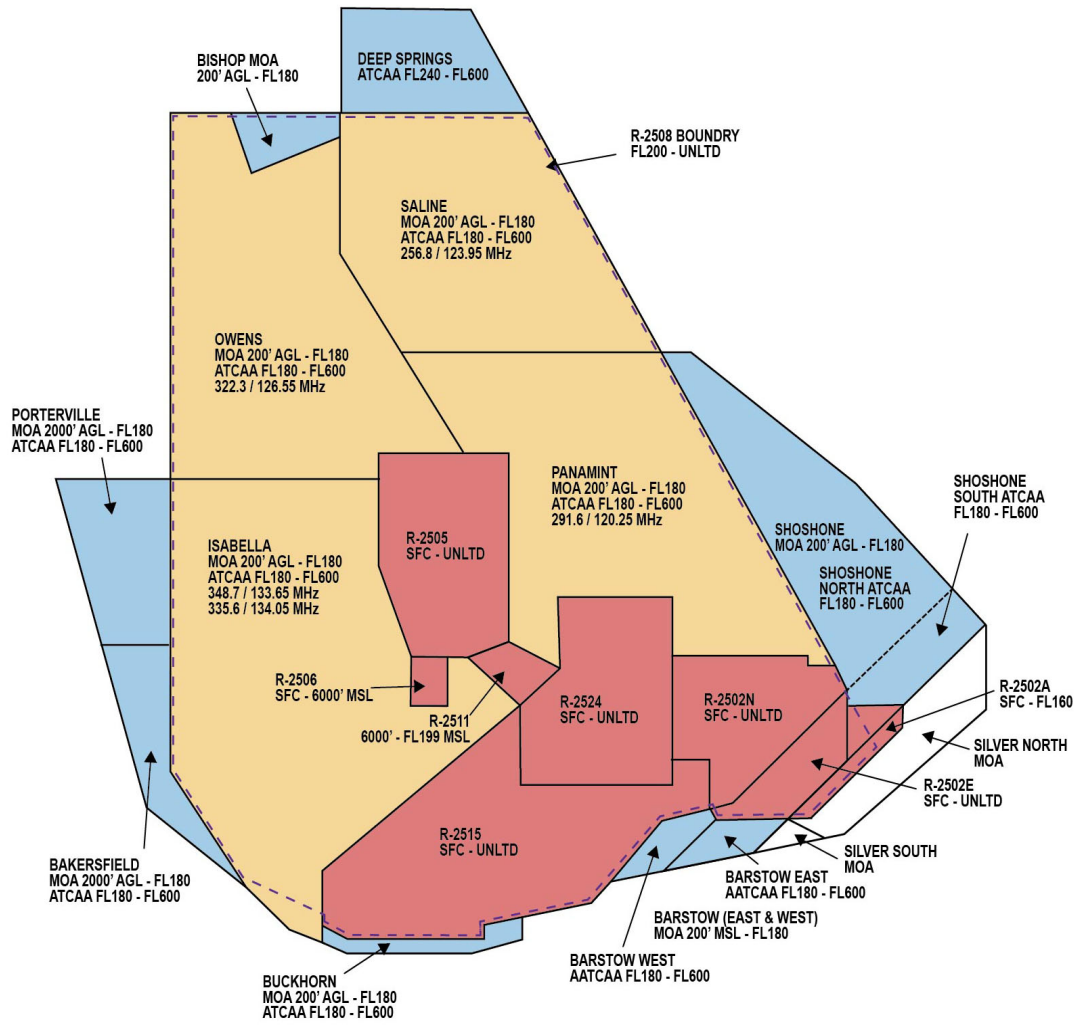 BISHOP MOA
200' AGL - FL180
DEEP SPRINGS
ATCAA FL240 - FL600
R-2508 BOUNDRY
FL200 - UNLTD
SALINE
MOA 200' AGL - FL180
ATCAA FL180 - FL600
256.8 / 123.95 MHz
OWENS
MOA 200' AGL - FL180
ATCAA FL180 - FL600
322.3 / 126.55 MHz
PORTERVILLE
MOA 2000' AGL - FL180
ATCAA FL180 - FL600
PANAMINT
MOA 200' AGL - FL180
ATCAA FL180 - FL600
291.6 / 120.25 MHz
SHOSHONE
SOUTH ATCAA
FL180 - FL600
SHOSHONE
MOA 200' AGL - FL180
SHOSHONE
NORTH ATCAA
FL180 - FL600
R-2505
SFC - UNLTD
ISABELLA
MOA 200' AGL - FL180
ATCAA FL180 - FL600
348.7 / 133.65 MHz
335.6 / 134.05 MHz
R-2506
SFC - 6000' MSL
R-2511
6000' - FL199 MSL
R-2524
SFC - UNLTD
R-2502N
SFC - UNLTD
R-2502A
SFC - FL160
SILVER NORTH
MOA
R-2502E
SFC - UNLTD
R-2515
SFC - UNLTD
SILVER SOUTH
MOA
BAKERSFIELD
MOA 2000' AGL - FL180
ATCAA FL180 - FL600
BARSTOW EAST
AATCAA FL180 - FL600
BARSTOW (EAST & WEST)
MOA 200' MSL - FL180
BARSTOW WEST
AATCAA FL180 - FL600
BUCKHORN
MOA 200' AGL - FL180
ATCAA FL180 - FL600